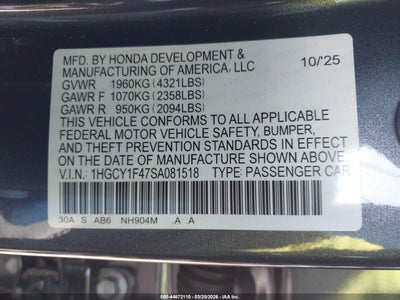 MFD. BY HONDA DEVELOPMENT & 10/'25
MANUFACTURING OF AMERICA, LLC
GVWR 1960KG (4321LBS)
GAWR F 1070KG (2358LBS)
GAWR R 950KG (2094LBS)
THIS VEHICLE CONFORMS TO ALL APPLICABLE
FEDERAL MOTOR VEHICLE SAFETY, BUMPER,
AND THEFT PREVENTION STANDARDS IN EFFECT
ON THE DATE OF MANUFACTURE SHOWN ABOVE.
V.I.N.: 1HGCY1F47SA081518 TYPE: PASSENGER CAR
30A S AB6 NH904M .A .A
000-44672110 - 03/20/2026 - IAA Inc.